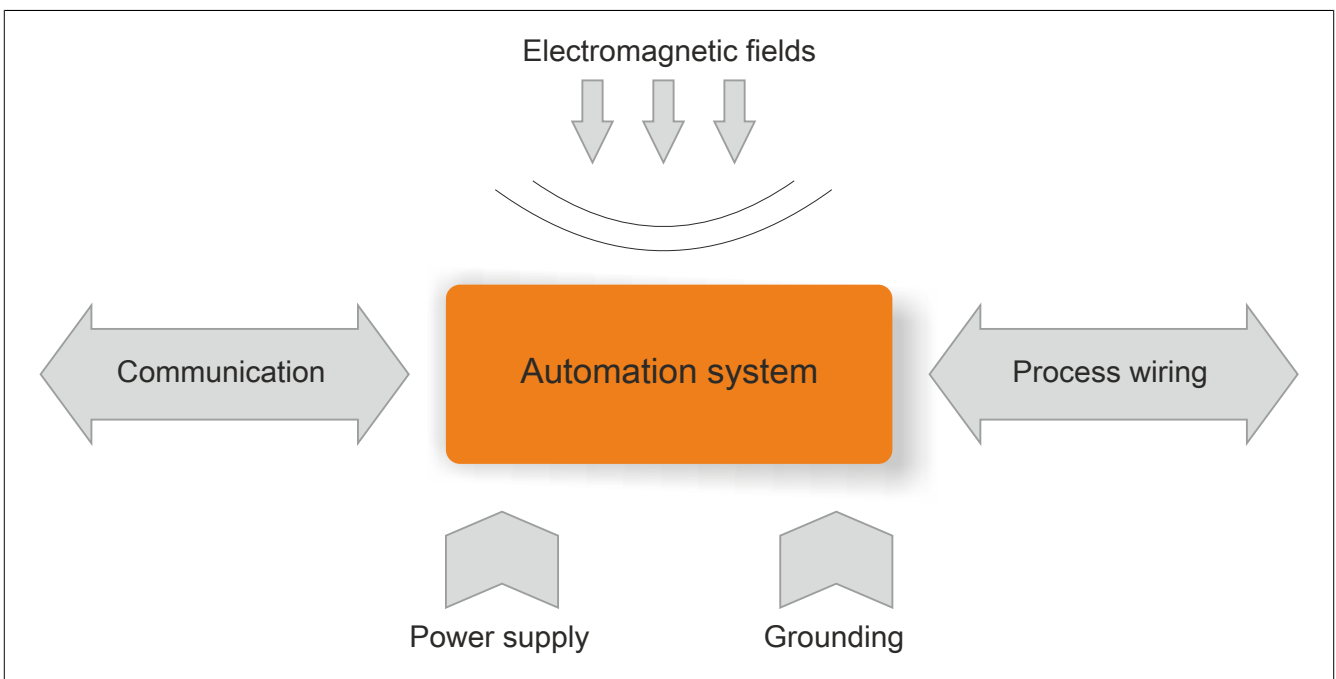 Electromagnetic fields
Communication
Automation system
Process wiring
Power supply
Grounding